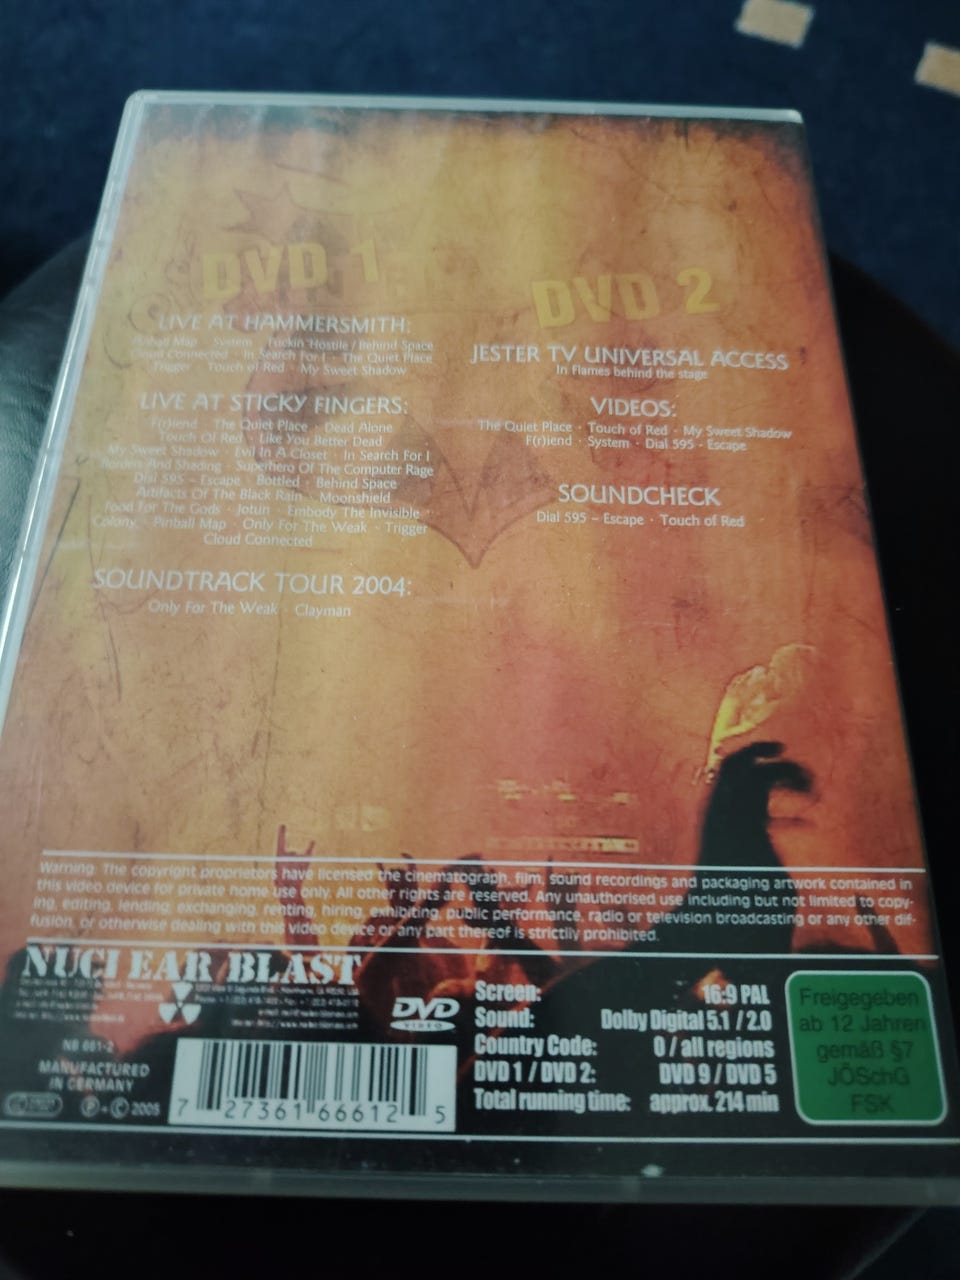 DVD 1
LIVE AT HAMMERSMITH:
Pinball Map · System · Fuckin Hostile / Behind Space
Cloud Connected · In Search For I · The Quiet Place
Trigger · Touch of Red · My Sweet Shadow
LIVE AT STICKY FINGERS:
F(r)iend · The Quiet Place · Dead Alone
Touch Of Red · Like You Better Dead
My Sweet Shadow · Evil In A Closet · In Search For I
Borders And Shading · Superhero Of The Computer Rage
Dial 595 – Escape · Bottled · Behind Space
Artifacts Of The Black Rain · Moonshield
Food For The Gods · Jotun · Embody The Invisible ·
Colony · Pinball Map · Only For The Weak · Trigger
Cloud Connected
SOUNDTRACK TOUR 2004:
Only For The Weak · Clayman
DVD 2
JESTER TV UNIVERSAL ACCESS
In Flames behind the stage
VIDEOS:
The Quiet Place · Touch of Red · My Sweet Shadow
F(r)iend · System · Dial 595 - Escape
SOUNDCHECK
Dial 595 – Escape · Touch of Red
Warning: The copyright proprietors have licensed the cinematograph, film, sound recordings and packaging artwork contained in
this video device for private home use only. All other rights are reserved. Any unauthorised use including but not limited to copy-
ing, editing, lending, exchanging, renting, hiring, exhibiting, public performance, radio or television broadcasting or any other dif-
fusion, or otherwise dealing with this video device or any part thereof is strictliy prohibited.
NUCLEAR BLAST
NB 661-2
MANUFACTURED
IN GERMANY
℗ + © 2005
DVD
VIDEO
7 27361 66612 5
Screen: 16:9 PAL
Sound: Dolby Digital 5.1 / 2.0
Country Code: 0 / all regions
DVD 1 / DVD 2: DVD 9 / DVD 5
Total running time: approx. 214 min
Freigegeben
ab 12 Jahren
gemäß §7
JÖSchG
FSK